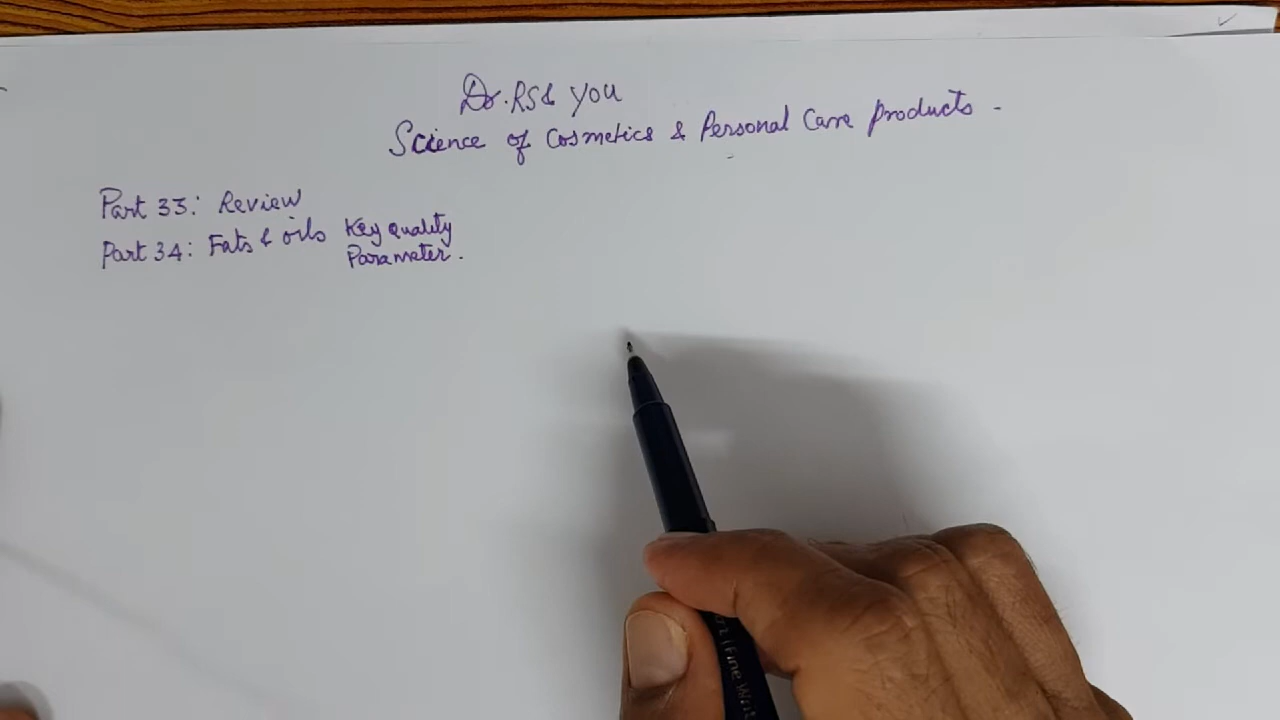 Dr. RS & YOU
Science of Cosmetics & Personal Care products -
Part 33: Review
Part 34: Fats & oils Key quality
Parameter.